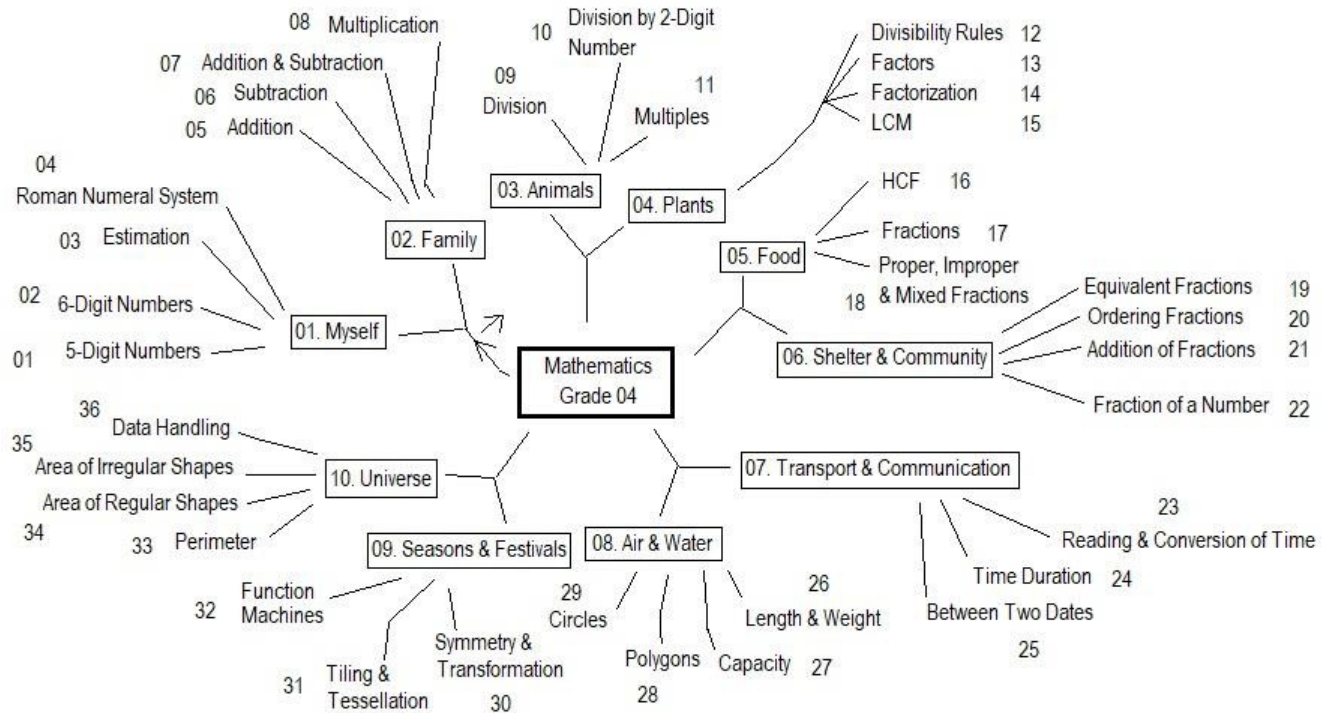 Mathematics
Grade 04
01. Myself
01
5-Digit Numbers
02
6-Digit Numbers
03
Estimation
04
Roman Numeral System
02. Family
05
Addition
06
Subtraction
07
Addition & Subtraction
08
Multiplication
03. Animals
09
Division
10
Division by 2-Digit
Number
11
Multiples
04. Plants
Divisibility Rules 12
Factors 13
Factorization 14
LCM 15
05. Food
HCF 16
Fractions 17
Proper, Improper
& Mixed Fractions
18
06. Shelter & Community
Equivalent Fractions 19
Ordering Fractions 20
Addition of Fractions 21
Fraction of a Number 22
07. Transport & Communication
23
Reading & Conversion of Time
Time Duration 24
Between Two Dates
25
08. Air & Water
26
Length & Weight
Capacity 27
Polygons
28
29
Circles
09. Seasons & Festivals
Symmetry &
Transformation
30
31
Tiling &
Tessellation
32
Function
Machines
10. Universe
33
Perimeter
34
Area of Regular Shapes
35
Area of Irregular Shapes
36
Data Handling